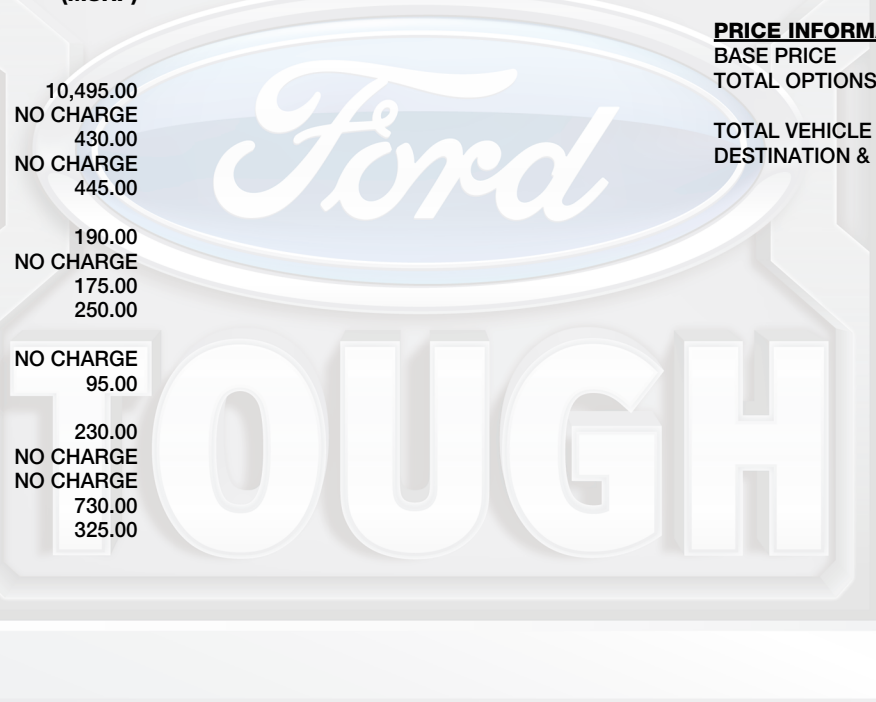 10,495.00
NO CHARGE
430.00
NO CHARGE
445.00
190.00
NO CHARGE
175.00
250.00
NO CHARGE
95.00
230.00
NO CHARGE
NO CHARGE
730.00
325.00
PRICE INFORM
BASE PRICE
TOTAL OPTIONS
TOTAL VEHICLE
DESTINATION &
Ford
TOUGH